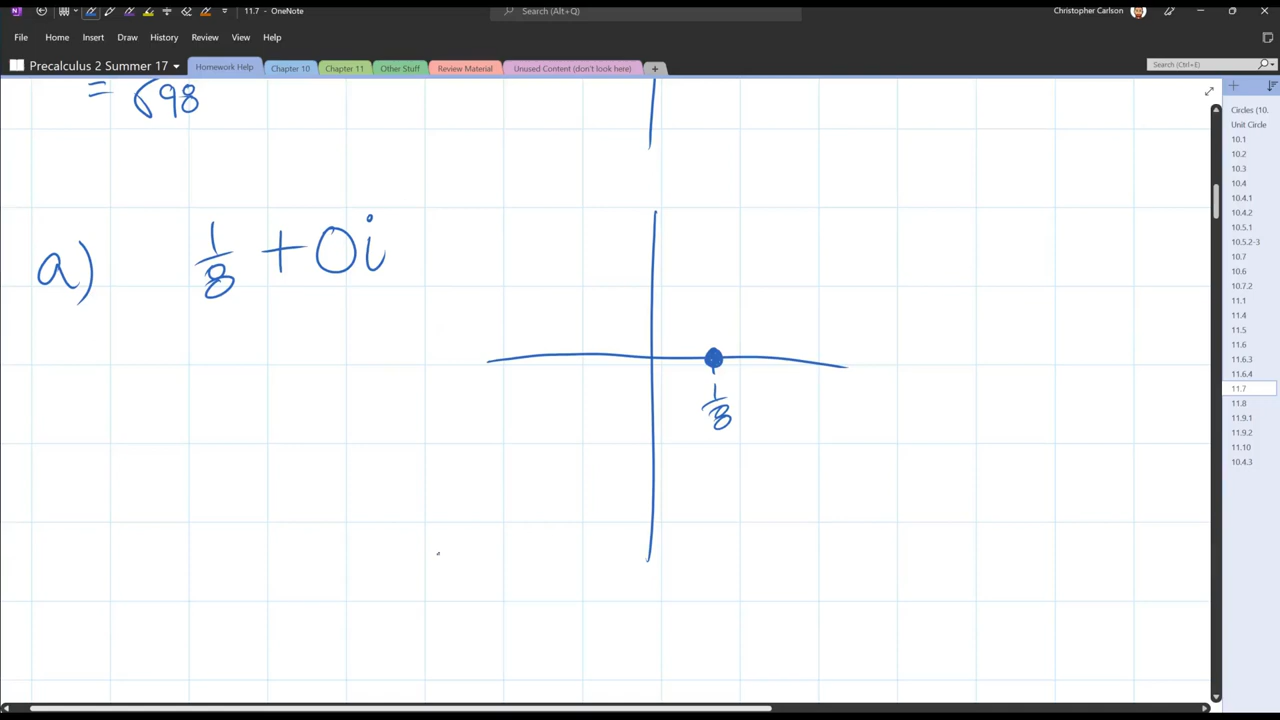 11.7 - OneNote
Search (Alt+Q)
Christopher Carlson
File Home Insert Draw History Review View Help
Precalculus 2 Summer 17
Homework Help Chapter 10 Chapter 11 Other Stuff Review Material Unused Content (don't look here) +
Search (Ctrl+E)
= √98
a) 1/8 + 0i
1/8
Circles (10.
Unit Circle
10.1
10.2
10.3
10.4
10.4.1
10.4.2
10.5.1
10.5.2-3
10.7
10.6
10.7.2
11.1
11.4
11.5
11.6
11.6.3
11.6.4
11.7
11.8
11.9.1
11.9.2
11.10
10.4.3